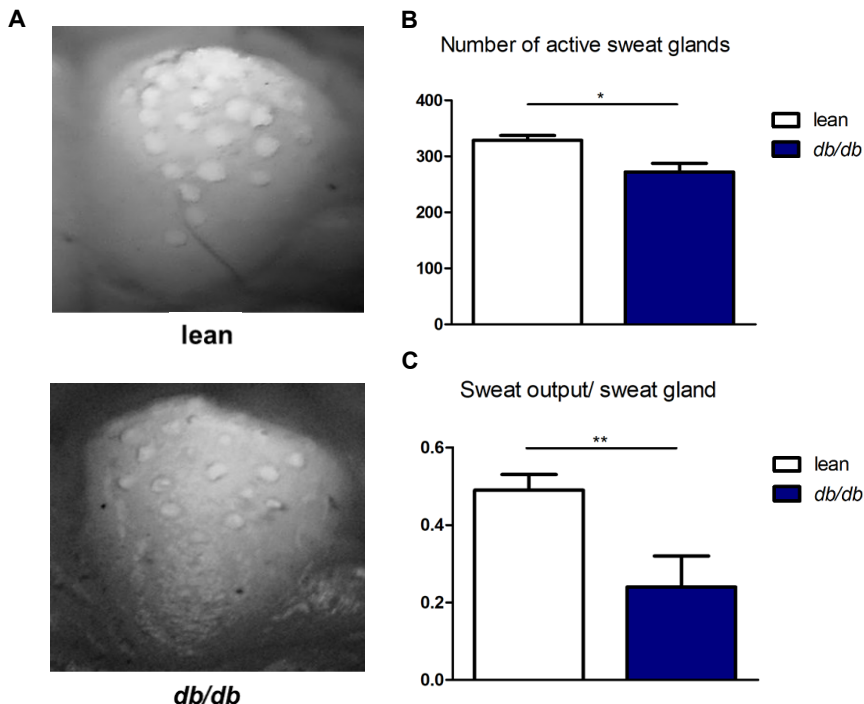 A
lean
db/db
B
Number of active sweat glands
400
300
200
100
0
*
lean
db/db
C
Sweat output/ sweat gland
0.6
0.4
0.2
0.0
**
lean
db/db